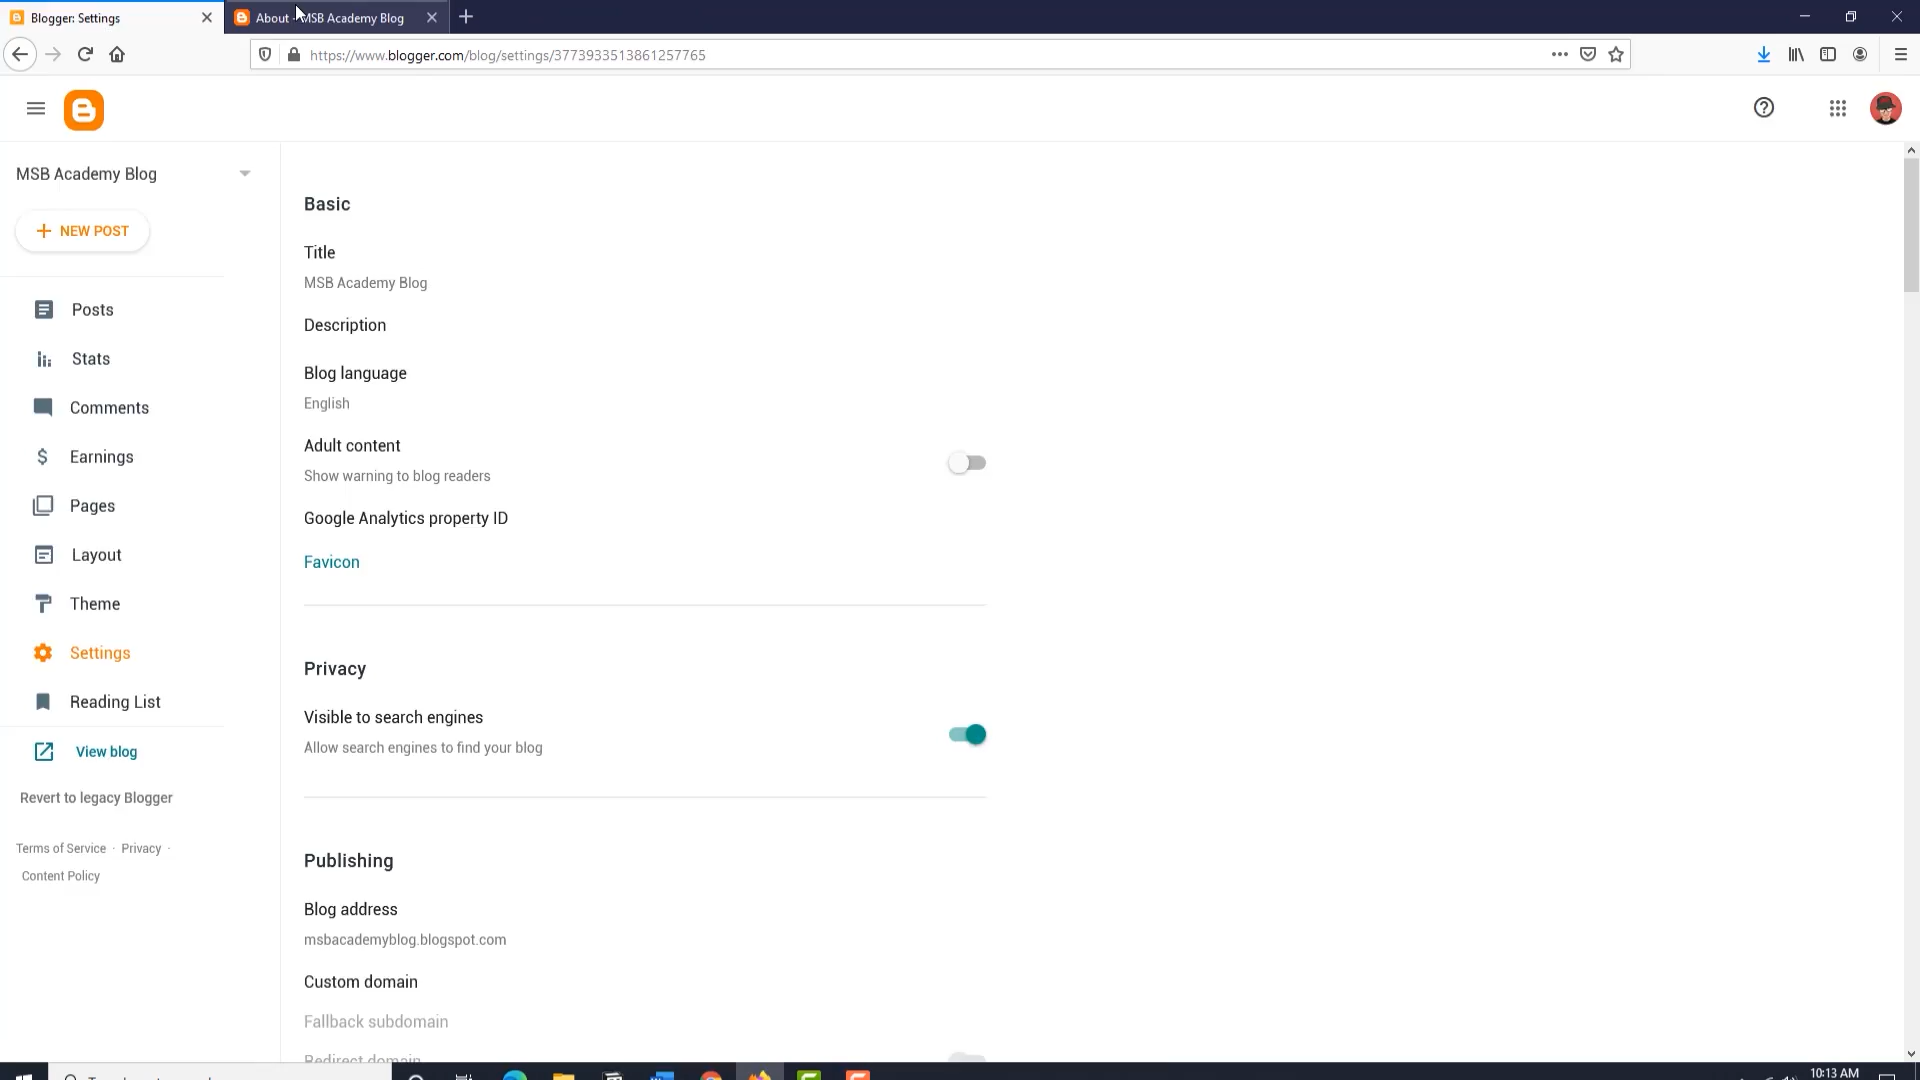 Blogger: Settings
About - MSB Academy Blog
https://www.blogger.com/blog/settings/3773933513861257765
MSB Academy Blog
NEW POST
Posts
Stats
Comments
Earnings
Pages
Layout
Theme
Settings
Reading List
View blog
Revert to legacy Blogger
Terms of Service · Privacy ·
Content Policy
Basic
Title
MSB Academy Blog
Description
Blog language
English
Adult content
Show warning to blog readers
Google Analytics property ID
Favicon
Privacy
Visible to search engines
Allow search engines to find your blog
Publishing
Blog address
msbacademyblog.blogspot.com
Custom domain
Fallback subdomain
Redirect domain
10:13 AM